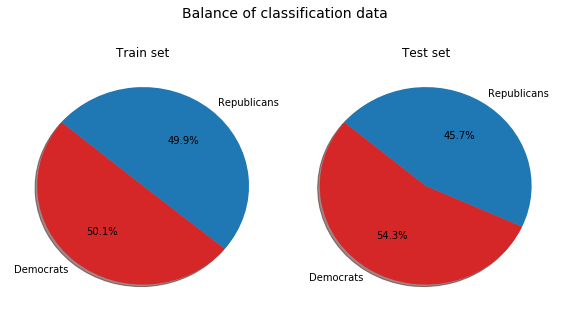 Balance of classification data
Train set
Republicans
49.9%
50.1%
Democrats
Test set
Republicans
45.7%
54.3%
Democrats